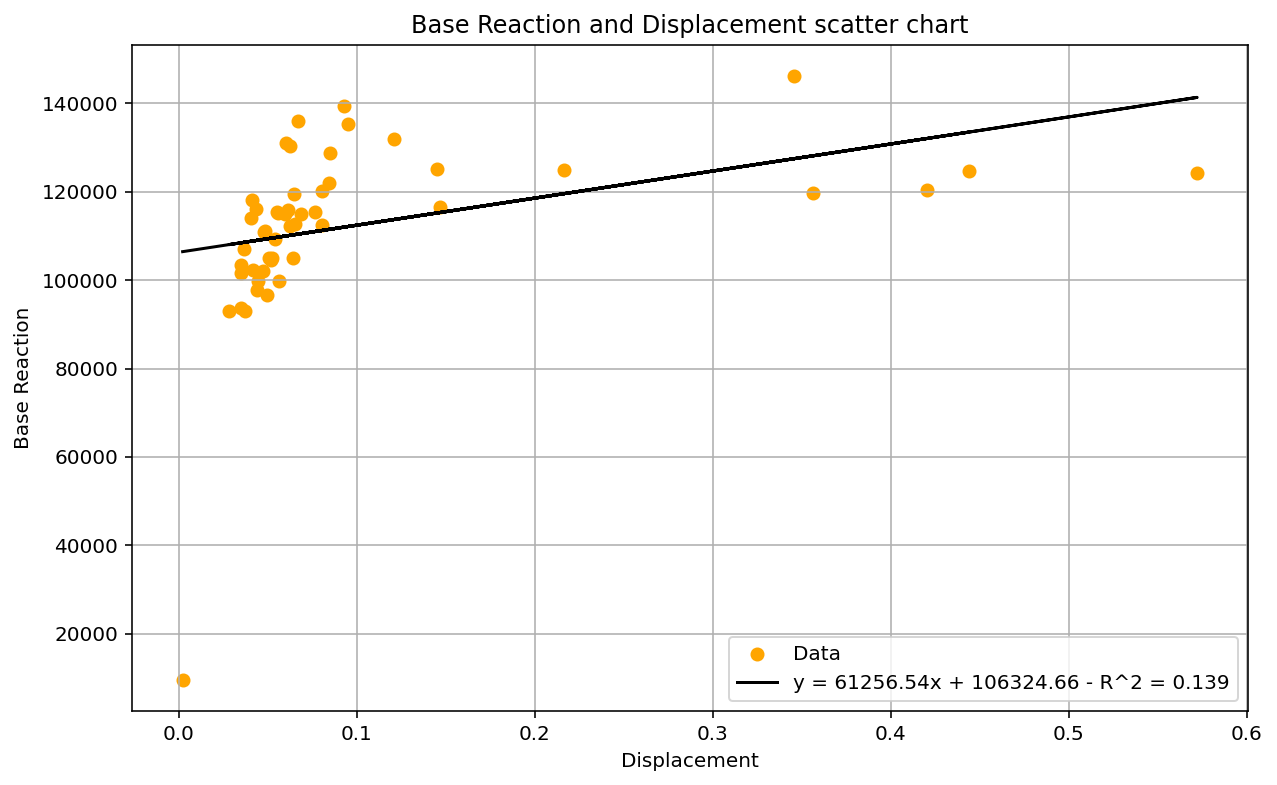 Base Reaction and Displacement scatter chart
Base Reaction
140000
120000
100000
80000
60000
40000
20000
0.0
0.1
0.2
0.3
0.4
0.5
0.6
Displacement
Data
y = 61256.54x + 106324.66 - R^2 = 0.139